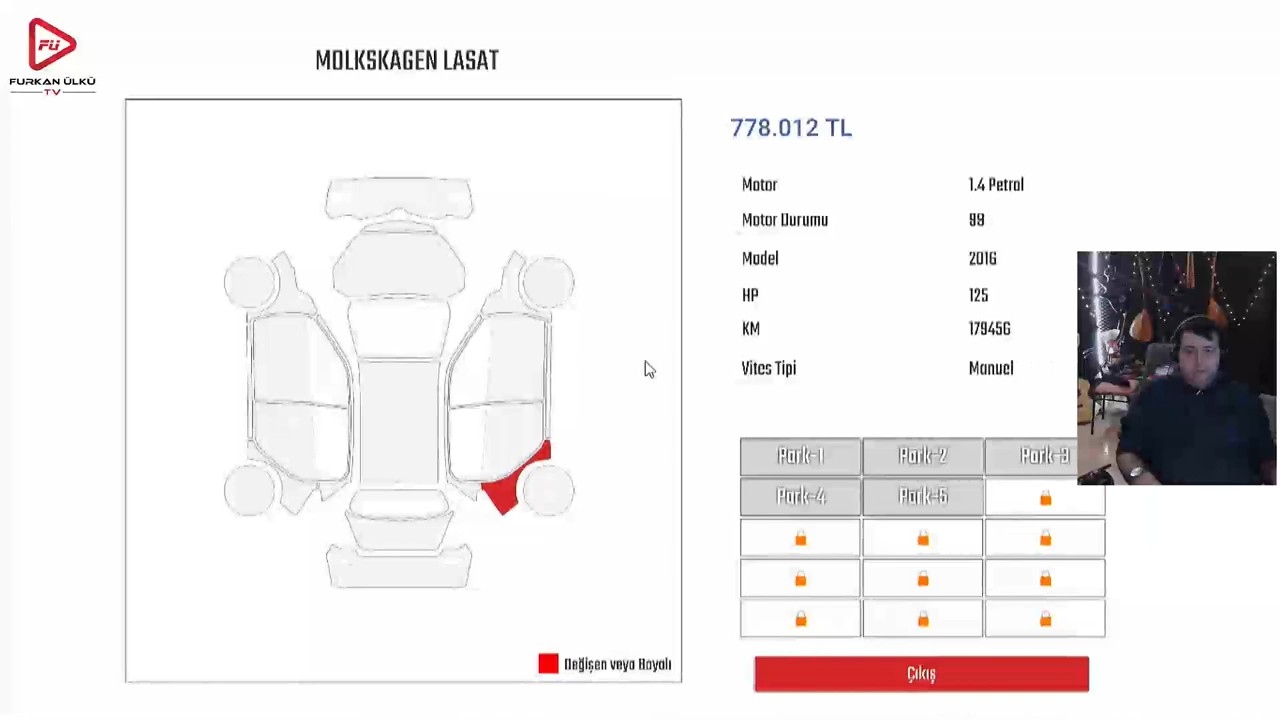 FU
FURKAN ÜLKÜ
TV
MOLKSKAGEN LASAT
778.012 TL
Motor 1.4 Petrol
Motor Durumu 99
Model 2016
HP 125
KM 179456
Vites Tipi Manuel
Park-1 Park-2 Park-3
Park-4 Park-5
Değişen veya Boyalı
Çıkış